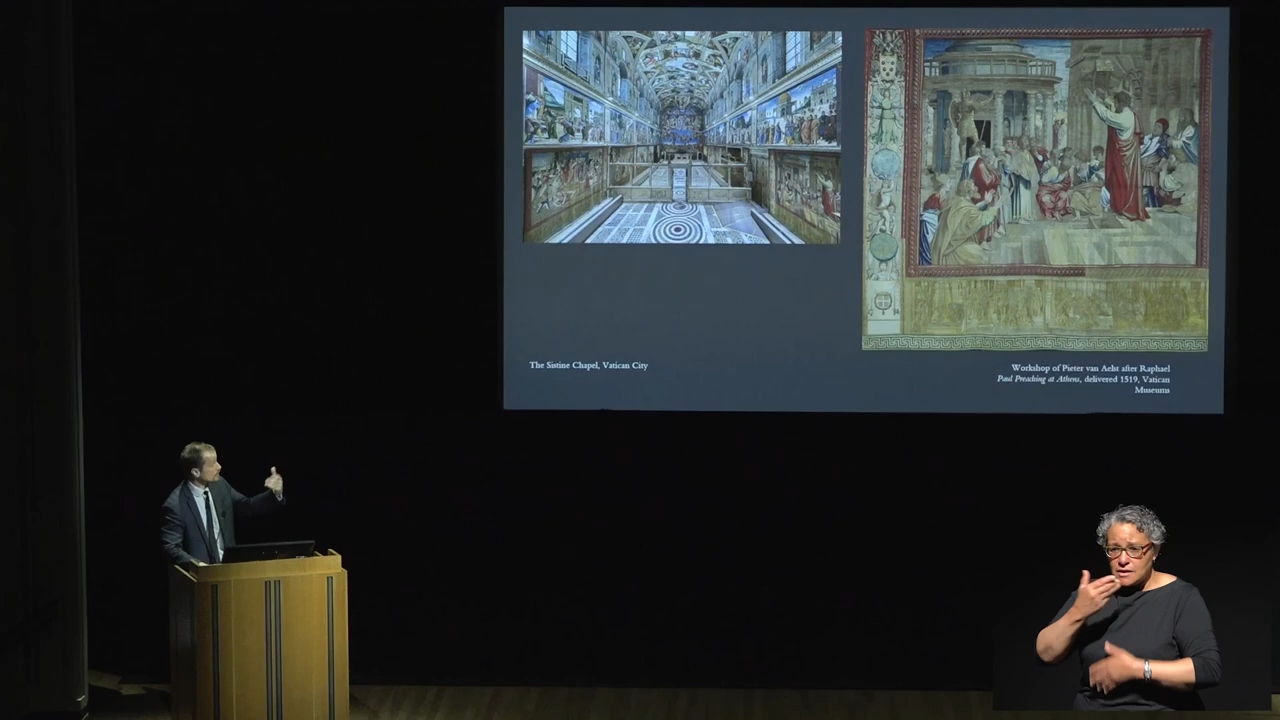 The Sistine Chapel, Vatican City
Workshop of Pieter van Aelst after Raphael
Paul Preaching at Athens, delivered 1519, Vatican
Museums